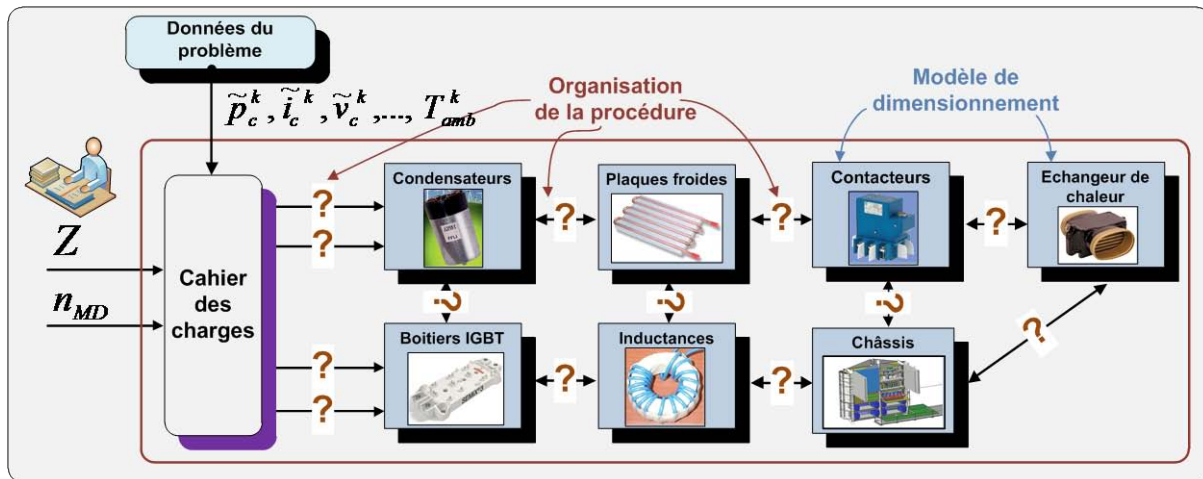 Données du
problème
p̃_c^k, ĩ_c^k, ṽ_c^k,..., T_amb^k
Organisation
de la procédure
Modèle de
dimensionnement
Condensateurs
Plaques froides
Contacteurs
Echangeur de
chaleur
?
?
?
?
?
Z
n_MD
Cahier
des
charges
?
?
?
?
Boitiers IGBT
Inductances
Châssis
?
?
?
?